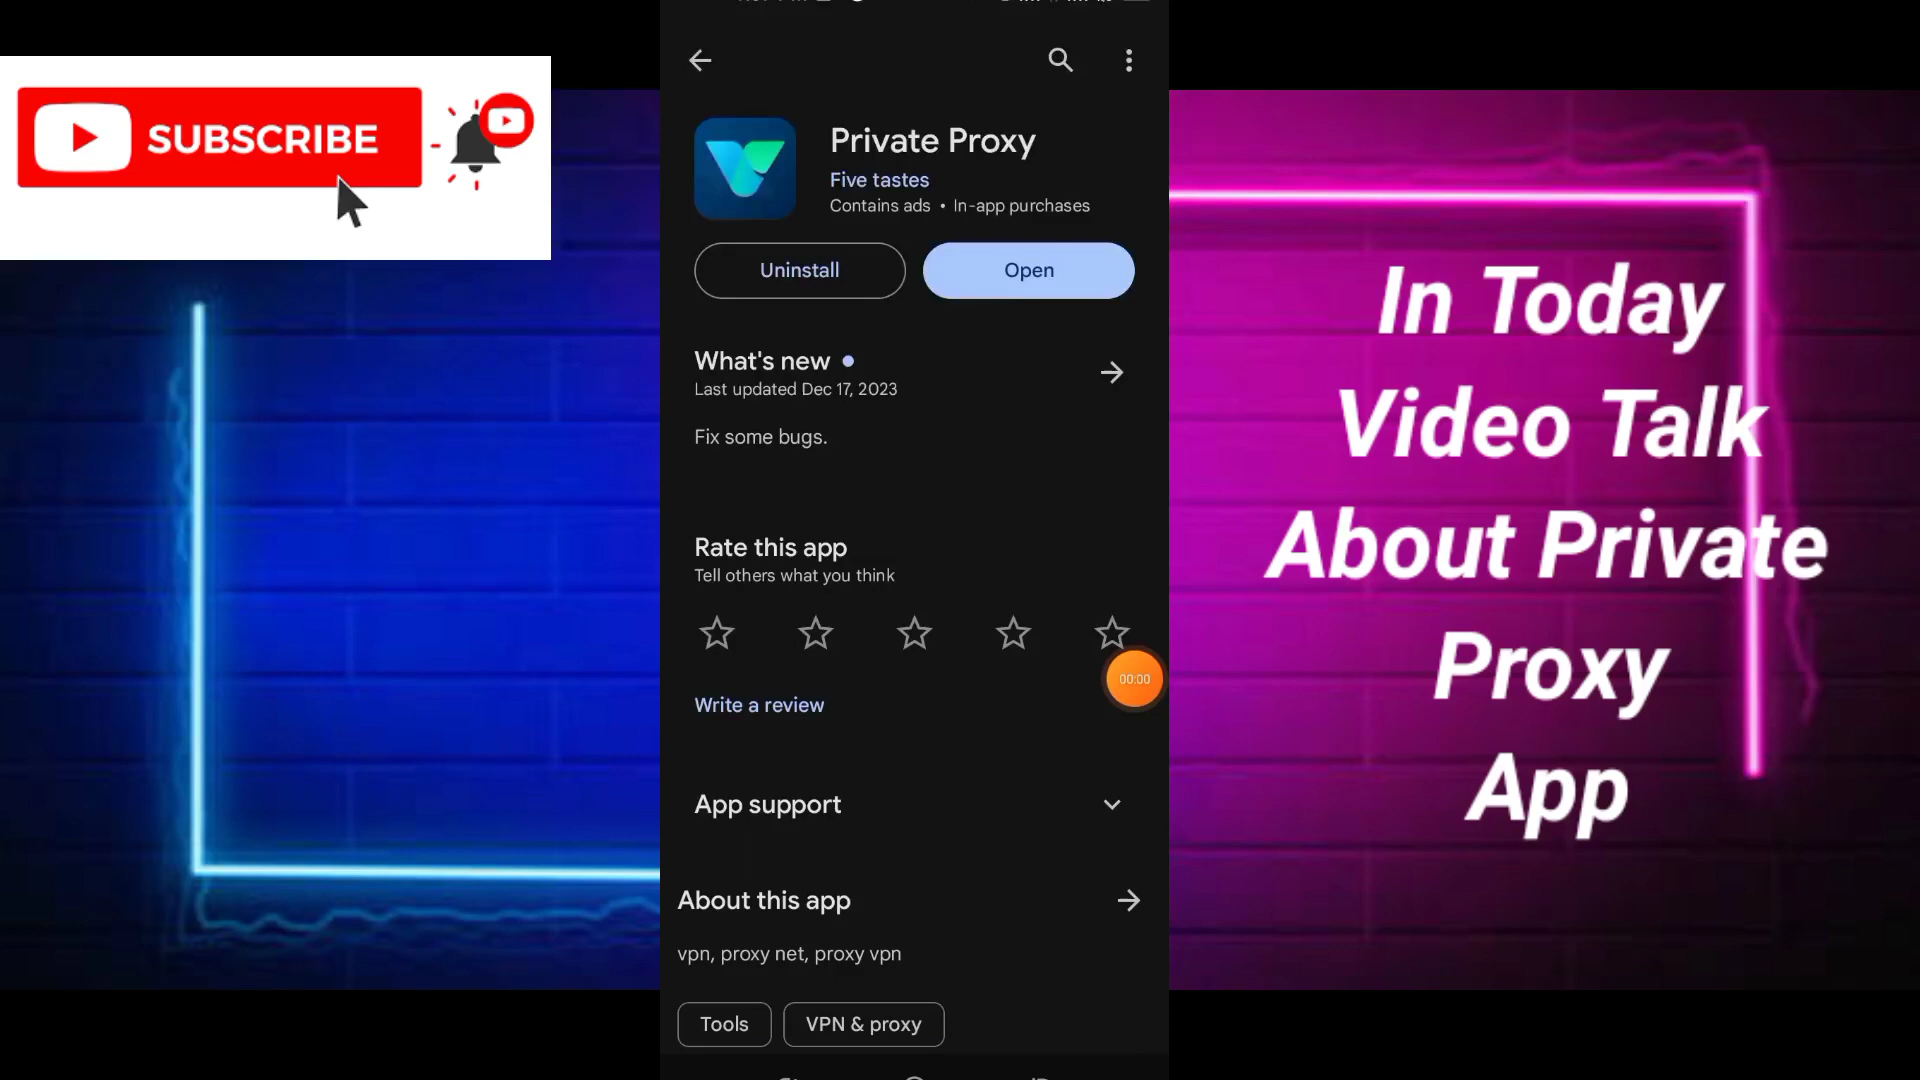 SUBSCRIBE
Private Proxy
Five tastes
Contains ads • In-app purchases
Uninstall
Open
What's new
Last updated Dec 17, 2023
Fix some bugs.
Rate this app
Tell others what you think
00:00
Write a review
App support
About this app
vpn, proxy net, proxy vpn
Tools
VPN & proxy
In Today
Video Talk
About Private
Proxy
App